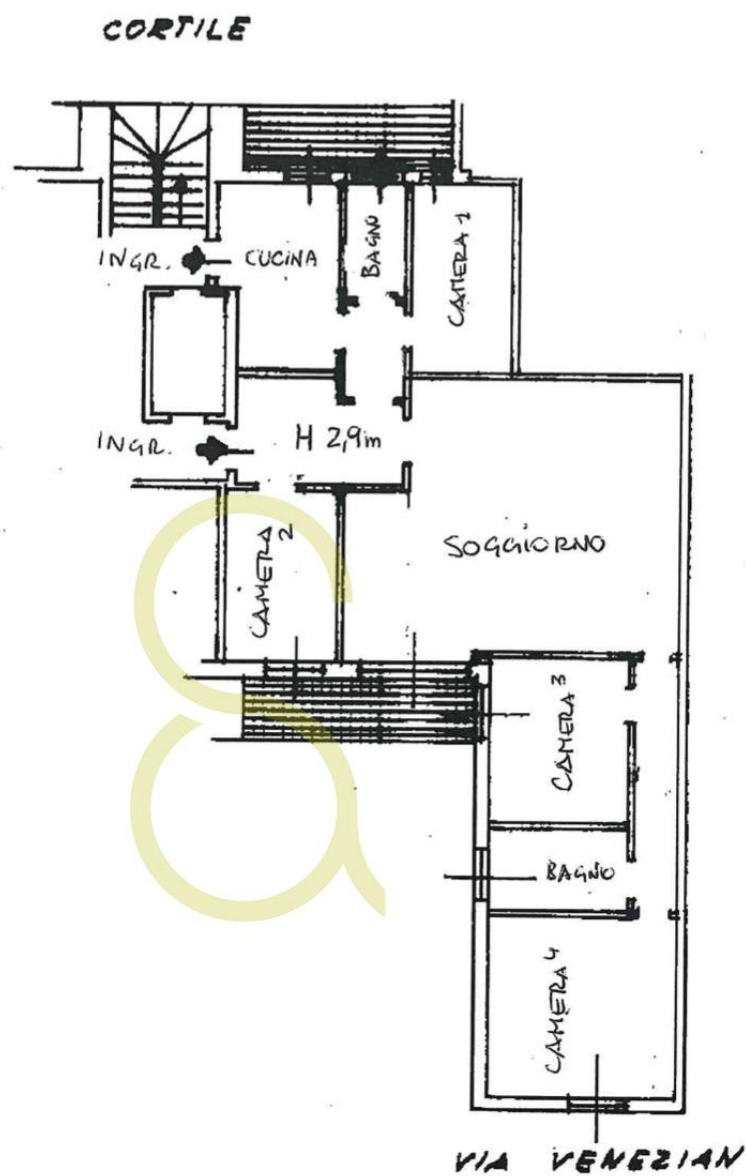 CORTILE
INGR.
CUCINA
BAGNO
CAMERA 1
INGR.
H 2,9m
CAMERA 2
SOGGIORNO
CAMERA 3
BAGNO
CAMERA 4
VIA VENEZIAN